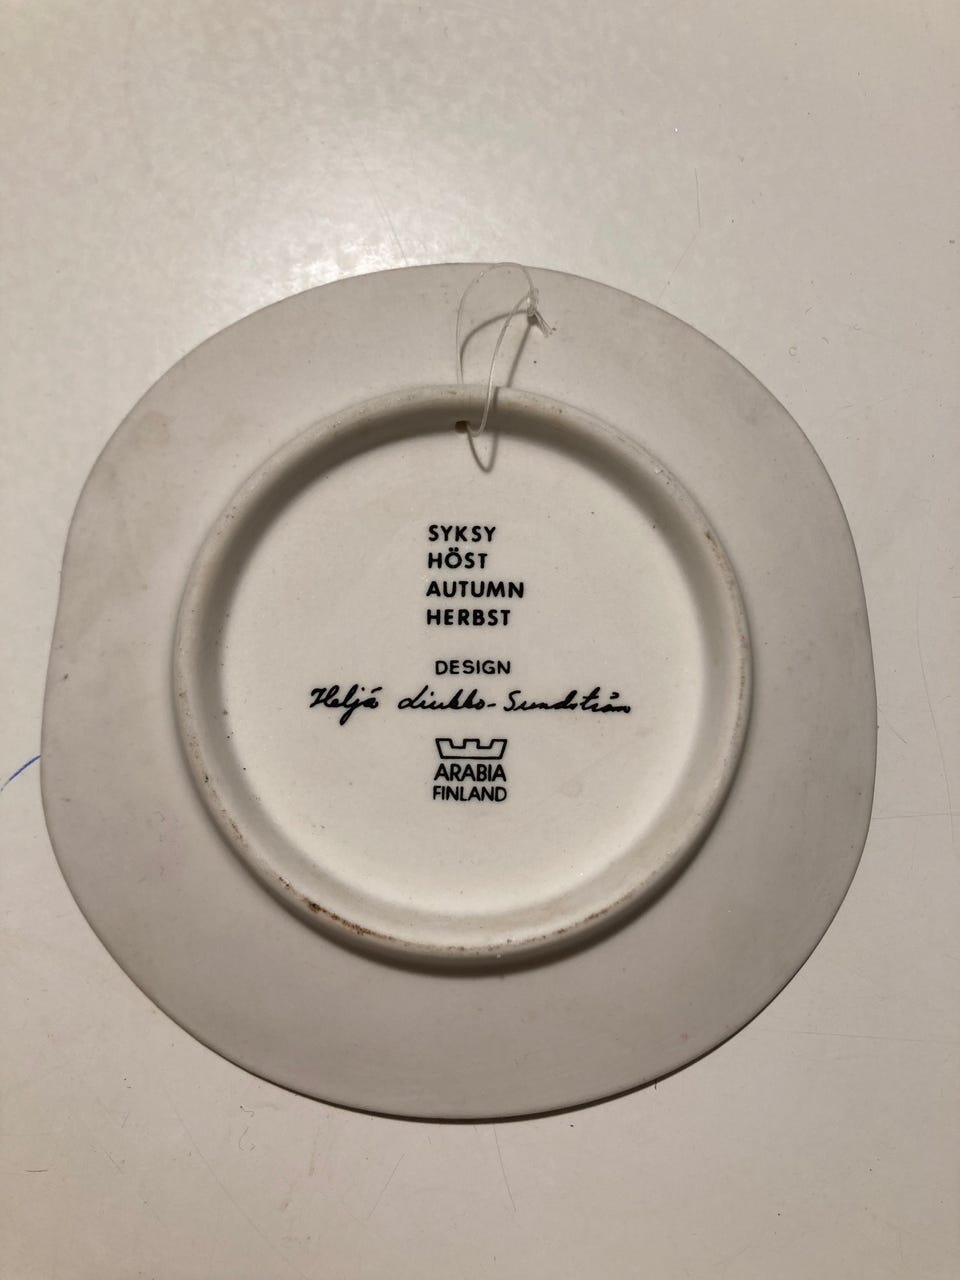 SYKSY
HÖST
AUTUMN
HERBST
DESIGN
Heljä Liukko-Sundström
ARABIA
FINLAND